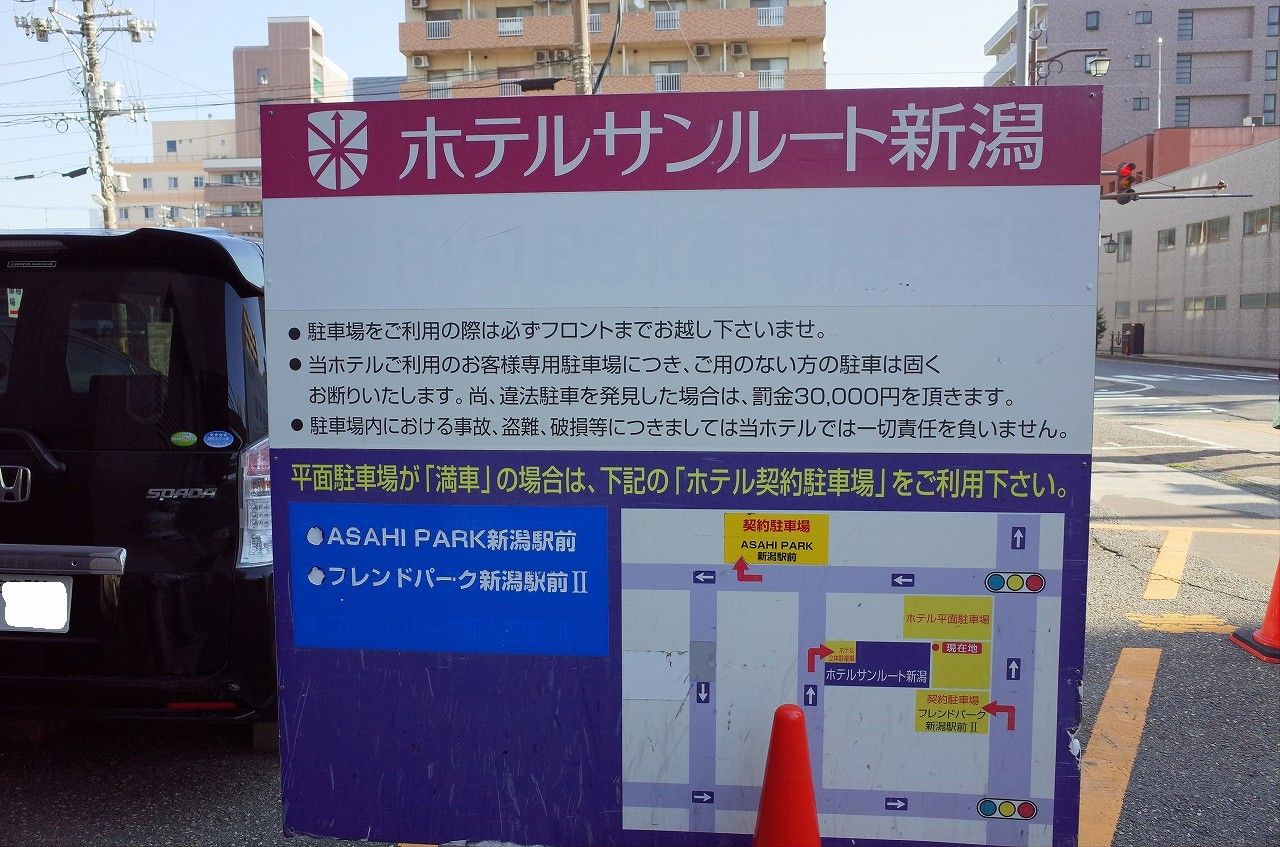 ホテルサンルート新潟
●駐車場をご利用の際は必ずフロントまでお越し下さいませ。
●当ホテルご利用のお客様専用駐車場につき、ご用のない方の駐車は固く
お断りいたします。尚、違法駐車を発見した場合は、罰金30,000円を頂きます。
●駐車場内における事故、盗難、破損等につきましては当ホテルでは一切責任を負いません。
平面駐車場が「満車」の場合は、下記の「ホテル契約駐車場」をご利用下さい。
●ASAHI PARK新潟駅前
●フレンドパーク新潟駅前Ⅱ
契約駐車場
ASAHI PARK
新潟駅前
ホテル平面駐車場
ホテル
立体駐車場
現在地
ホテルサンルート新潟
契約駐車場
フレンドパーク
新潟駅前Ⅱ
SPADA